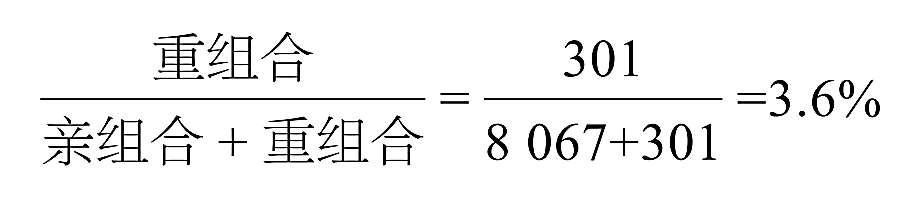 重组合 301
= =3.6%
亲组合 + 重组合 8 067+301